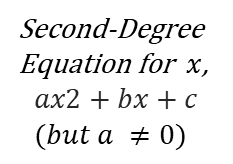 Second-Degree
Equation for x,
ax2 + bx + c
(but a ≠ 0)